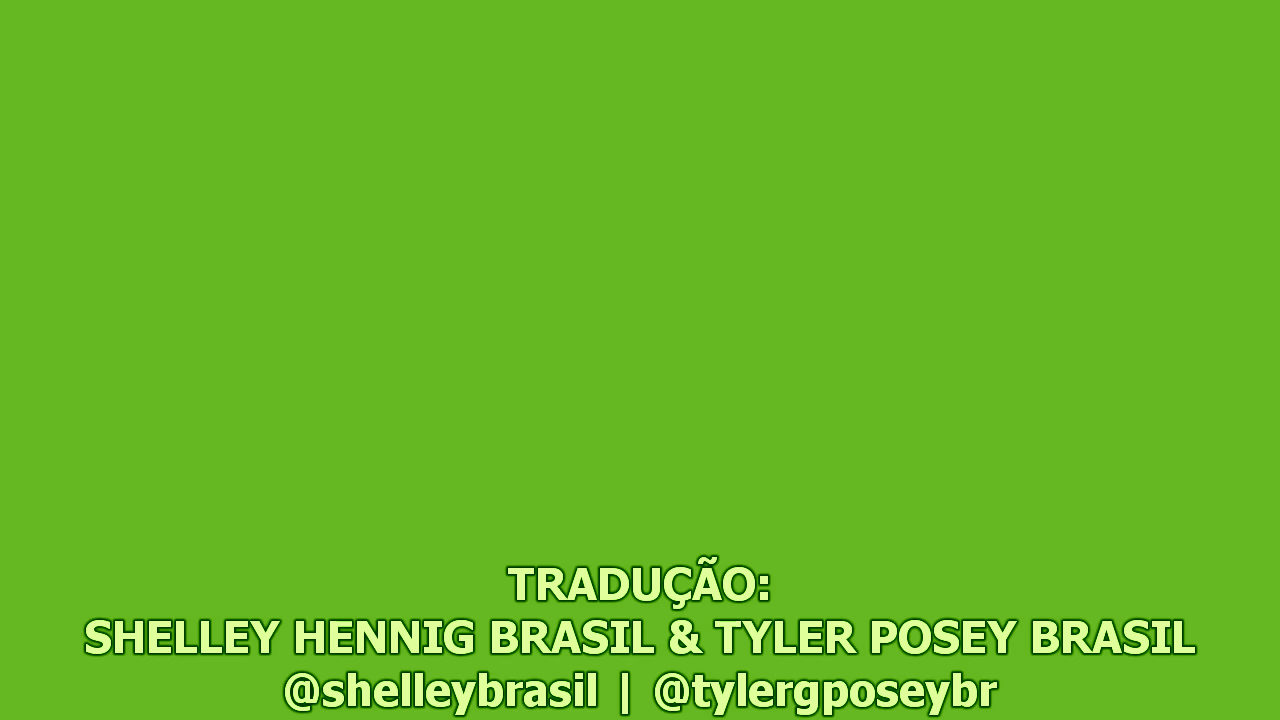 TRADUÇÃO:
SHELLEY HENNIG BRASIL & TYLER POSEY BRASIL
@shelleybrasil | @tylergposeybr